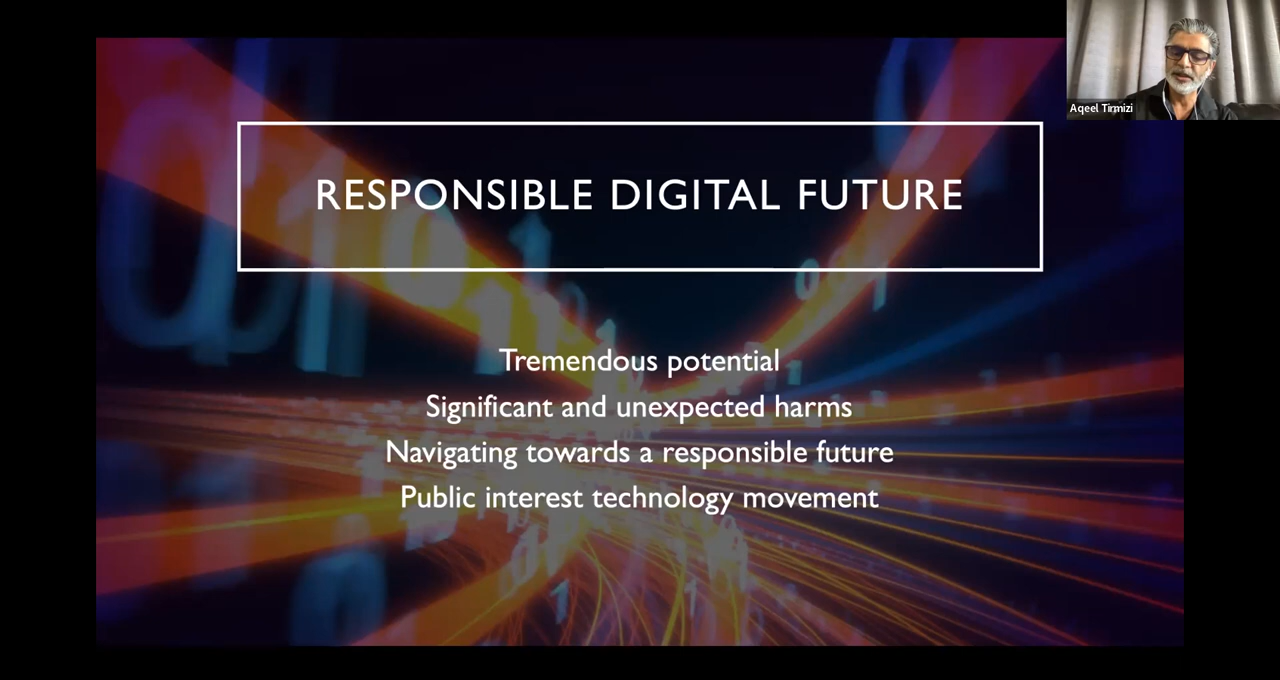 Aqeel Tirmizi
RESPONSIBLE DIGITAL FUTURE
Tremendous potential
Significant and unexpected harms
Navigating towards a responsible future
Public interest technology movement